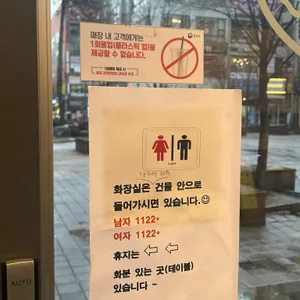 매장 내 고객에게는
1회용컵(플라스틱 컵)을
제공할 수 없습니다.
화장실은 건물 안으로
들어가시면 있습니다.☺
남자 1122*
여자 1122*
휴지는 ⇦ ⇦
화분 있는 곳(테이블)
있습니다 ~
AUTO